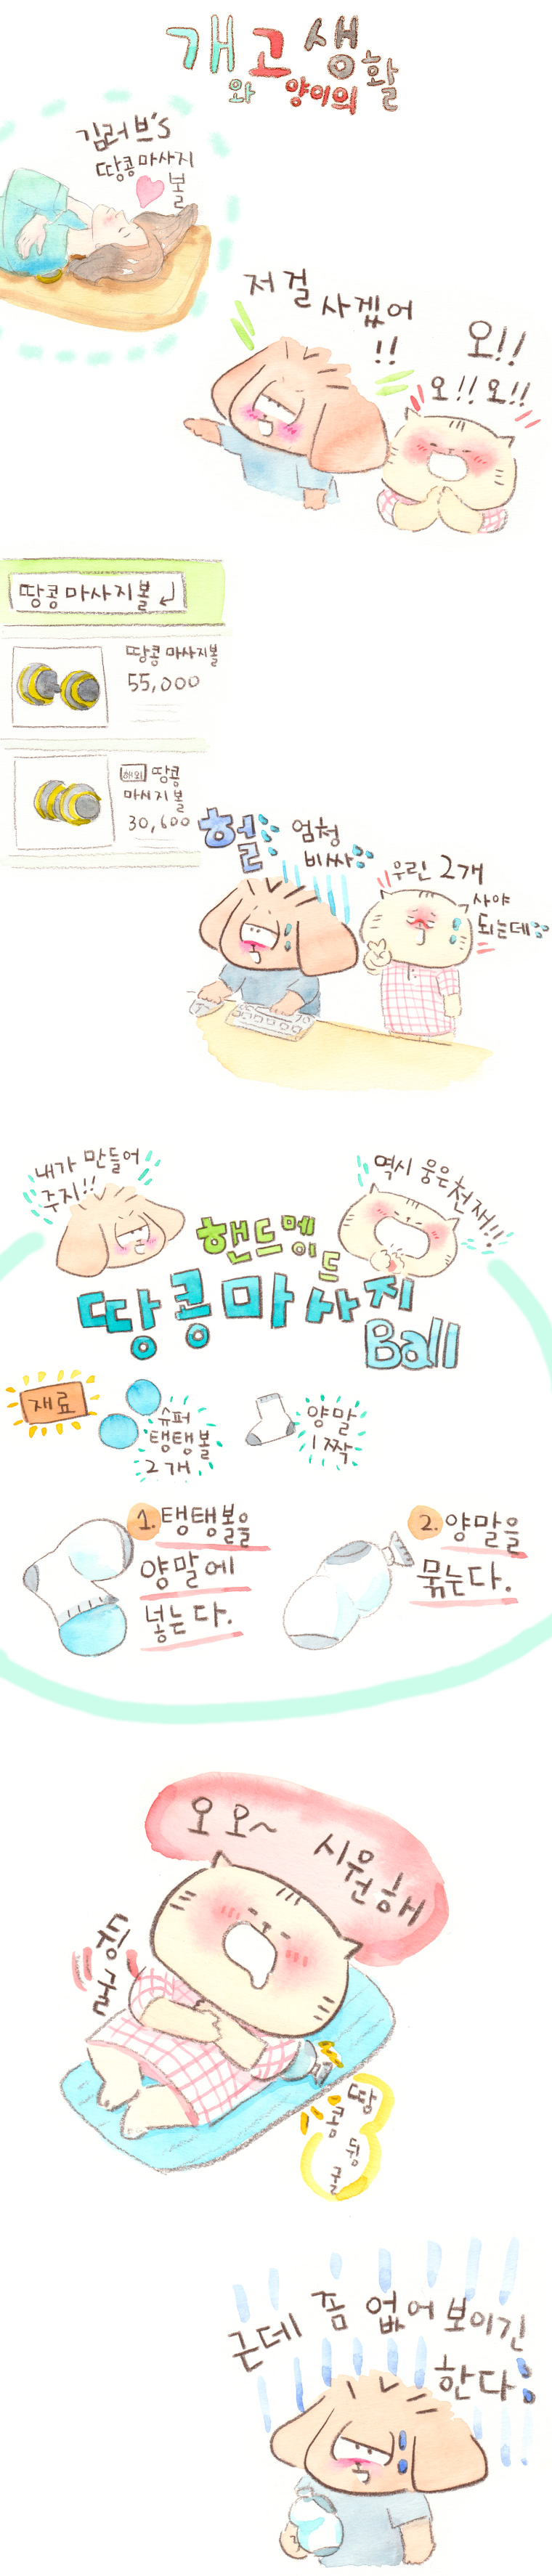 개와 고양이의 생활
김러브's
땅콩마사지
볼
저걸
사겠어
!!
오!!
오!! 오!!
땅콩마사지볼
땅콩 마사지볼
55,000
해외 땅콩
마사지볼
30,600
헐
엄청
비싸
우린 2개
사야
되는데
내가 만들어
주지!!
역시 웅은 천재!!
핸드메이드
땅콩마사지
Ball
재료
슈퍼
탱탱볼
2개
양말
1짝
1. 탱탱볼을
양말에
넣는다.
2. 양말을
묶는다.
오오~ 시원해
뒹굴
땅콩 뒹굴
근데 좀 없어보이긴
한다